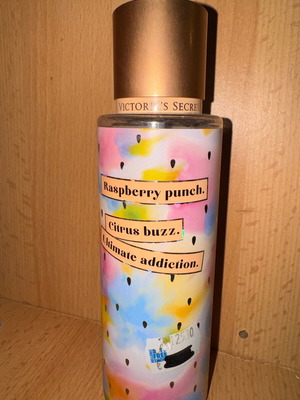 VICTORIA'S SECRET
Raspberry punch.
Citrus buzz.
Ultimate addiction.